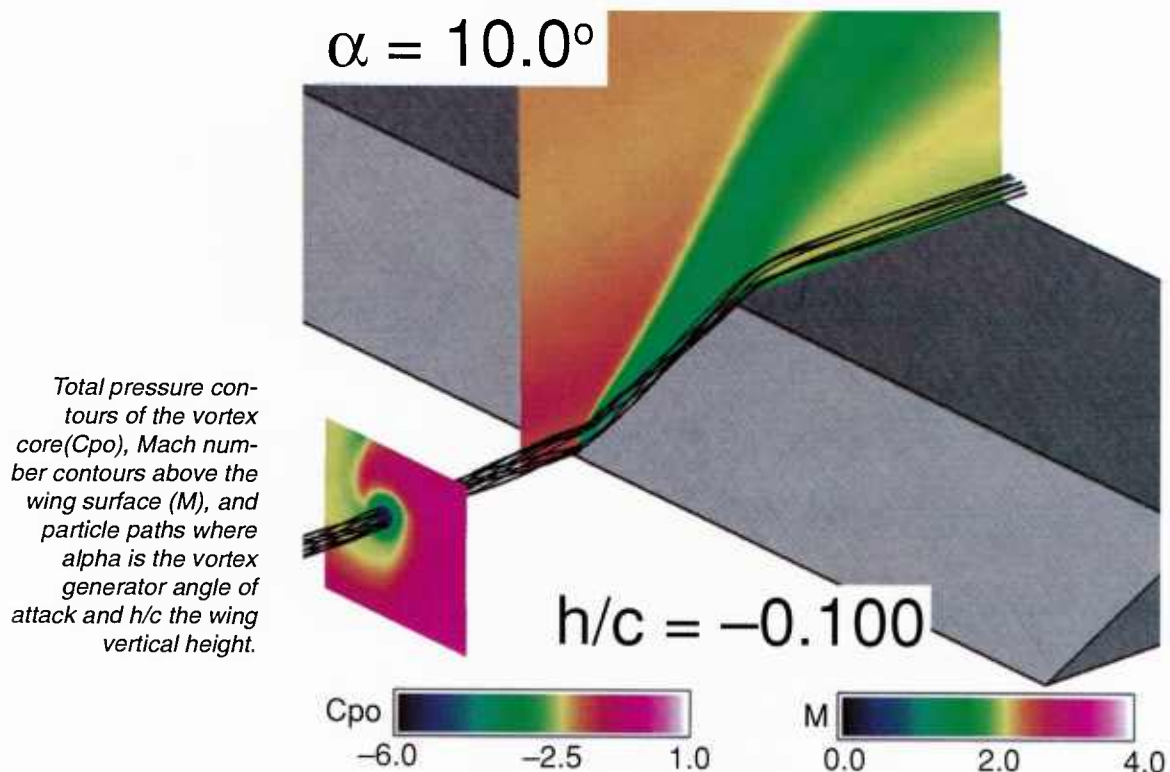 α = 10.0º
Total pressure con-
tours of the vortex
core(Cpo), Mach num-
ber contours above the
wing surface (M), and
particle paths where
alpha is the vortex
generator angle of
attack and h/c the wing
vertical height.
h/c = –0.100
Cpo
–6.0 –2.5 1.0
M
0.0 2.0 4.0